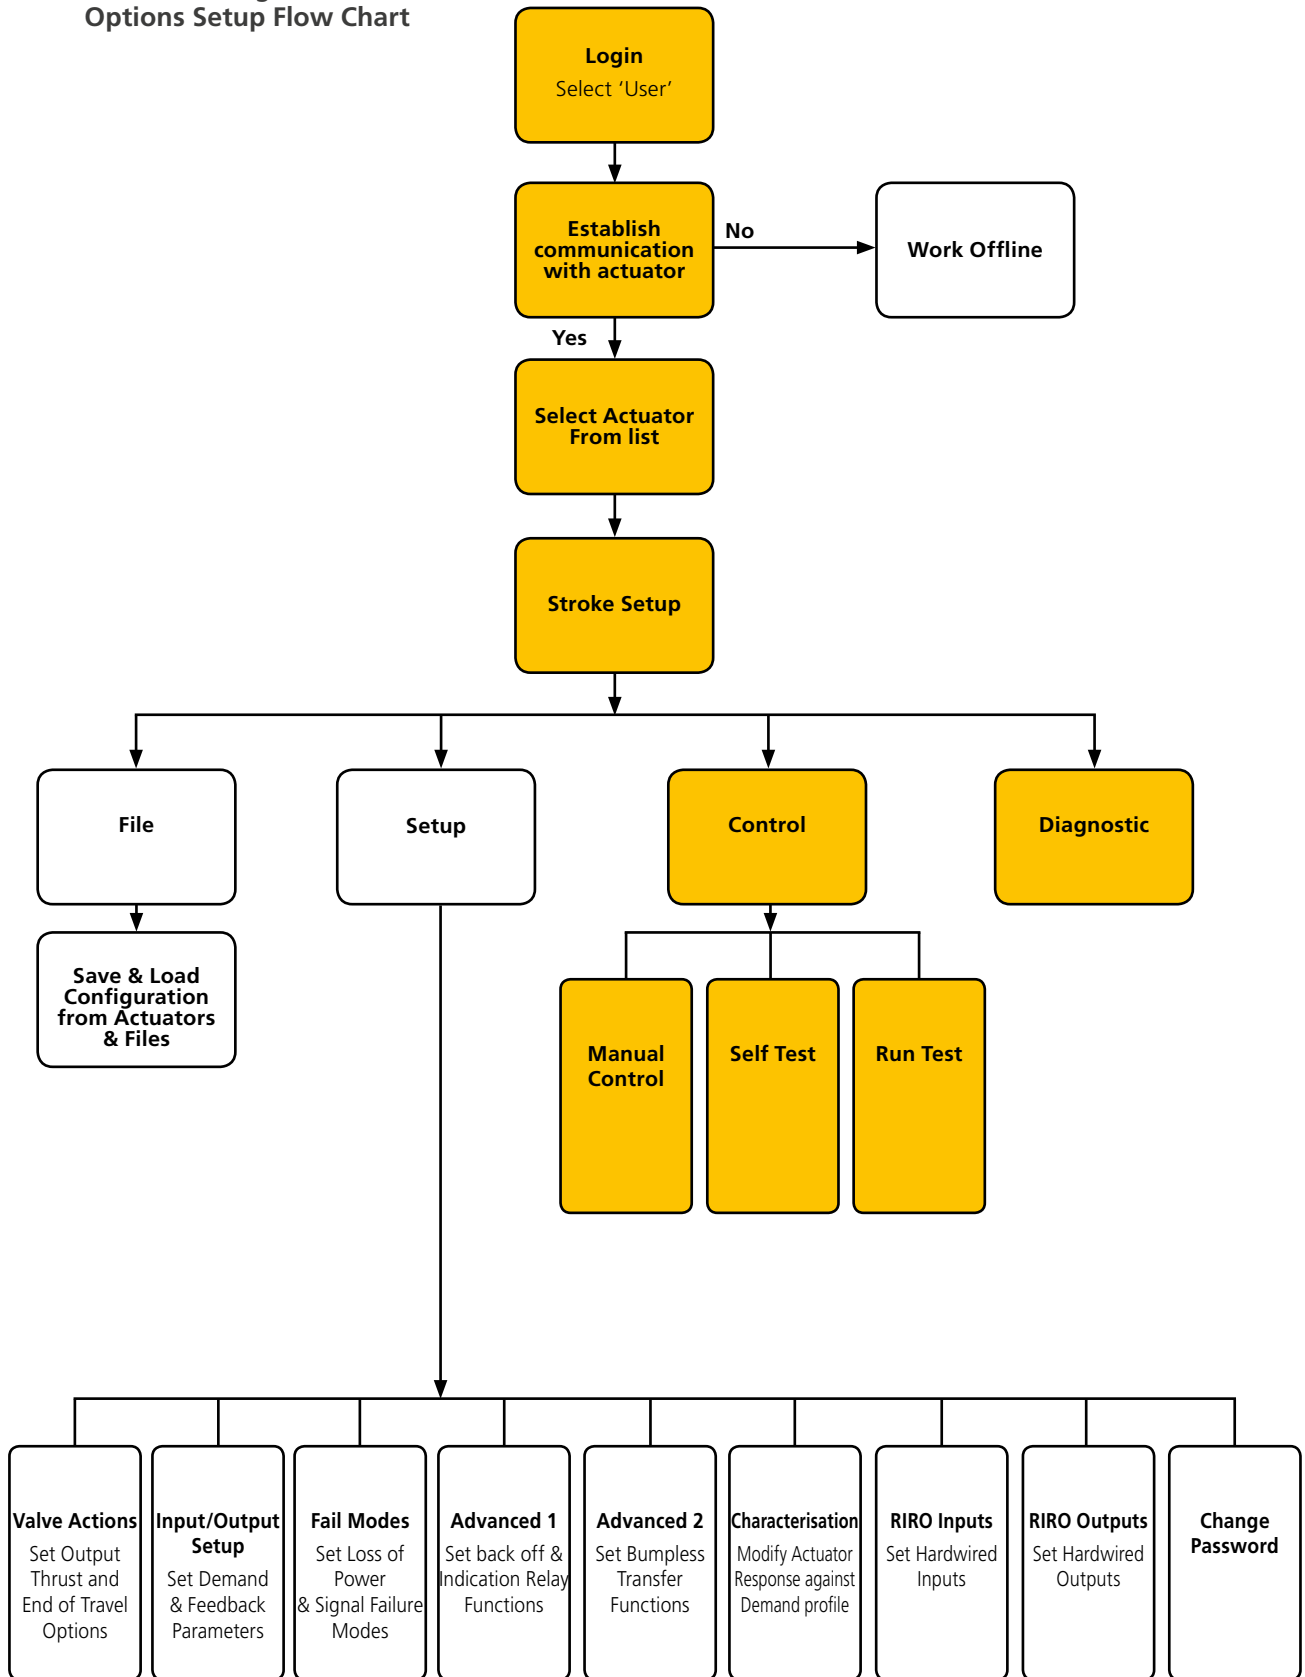 Options Setup Flow Chart
Login
Select ‘User’
Establish
communication
with actuator
No
Work Offline
Yes
Select Actuator
From list
Stroke Setup
File
Setup
Control
Diagnostic
Save & Load
Configuration
from Actuators
& Files
Manual
Control
Self Test
Run Test
Valve Actions
Set Output
Thrust and
End of Travel
Options
Input/Output
Setup
Set Demand
& Feedback
Parameters
Fail Modes
Set Loss of
Power
& Signal Failure
Modes
Advanced 1
Set back off &
Indication Relay
Functions
Advanced 2
Set Bumpless
Transfer
Functions
Characterisation
Modify Actuator
Response against
Demand profile
RIRO Inputs
Set Hardwired
Inputs
RIRO Outputs
Set Hardwired
Outputs
Change
Password